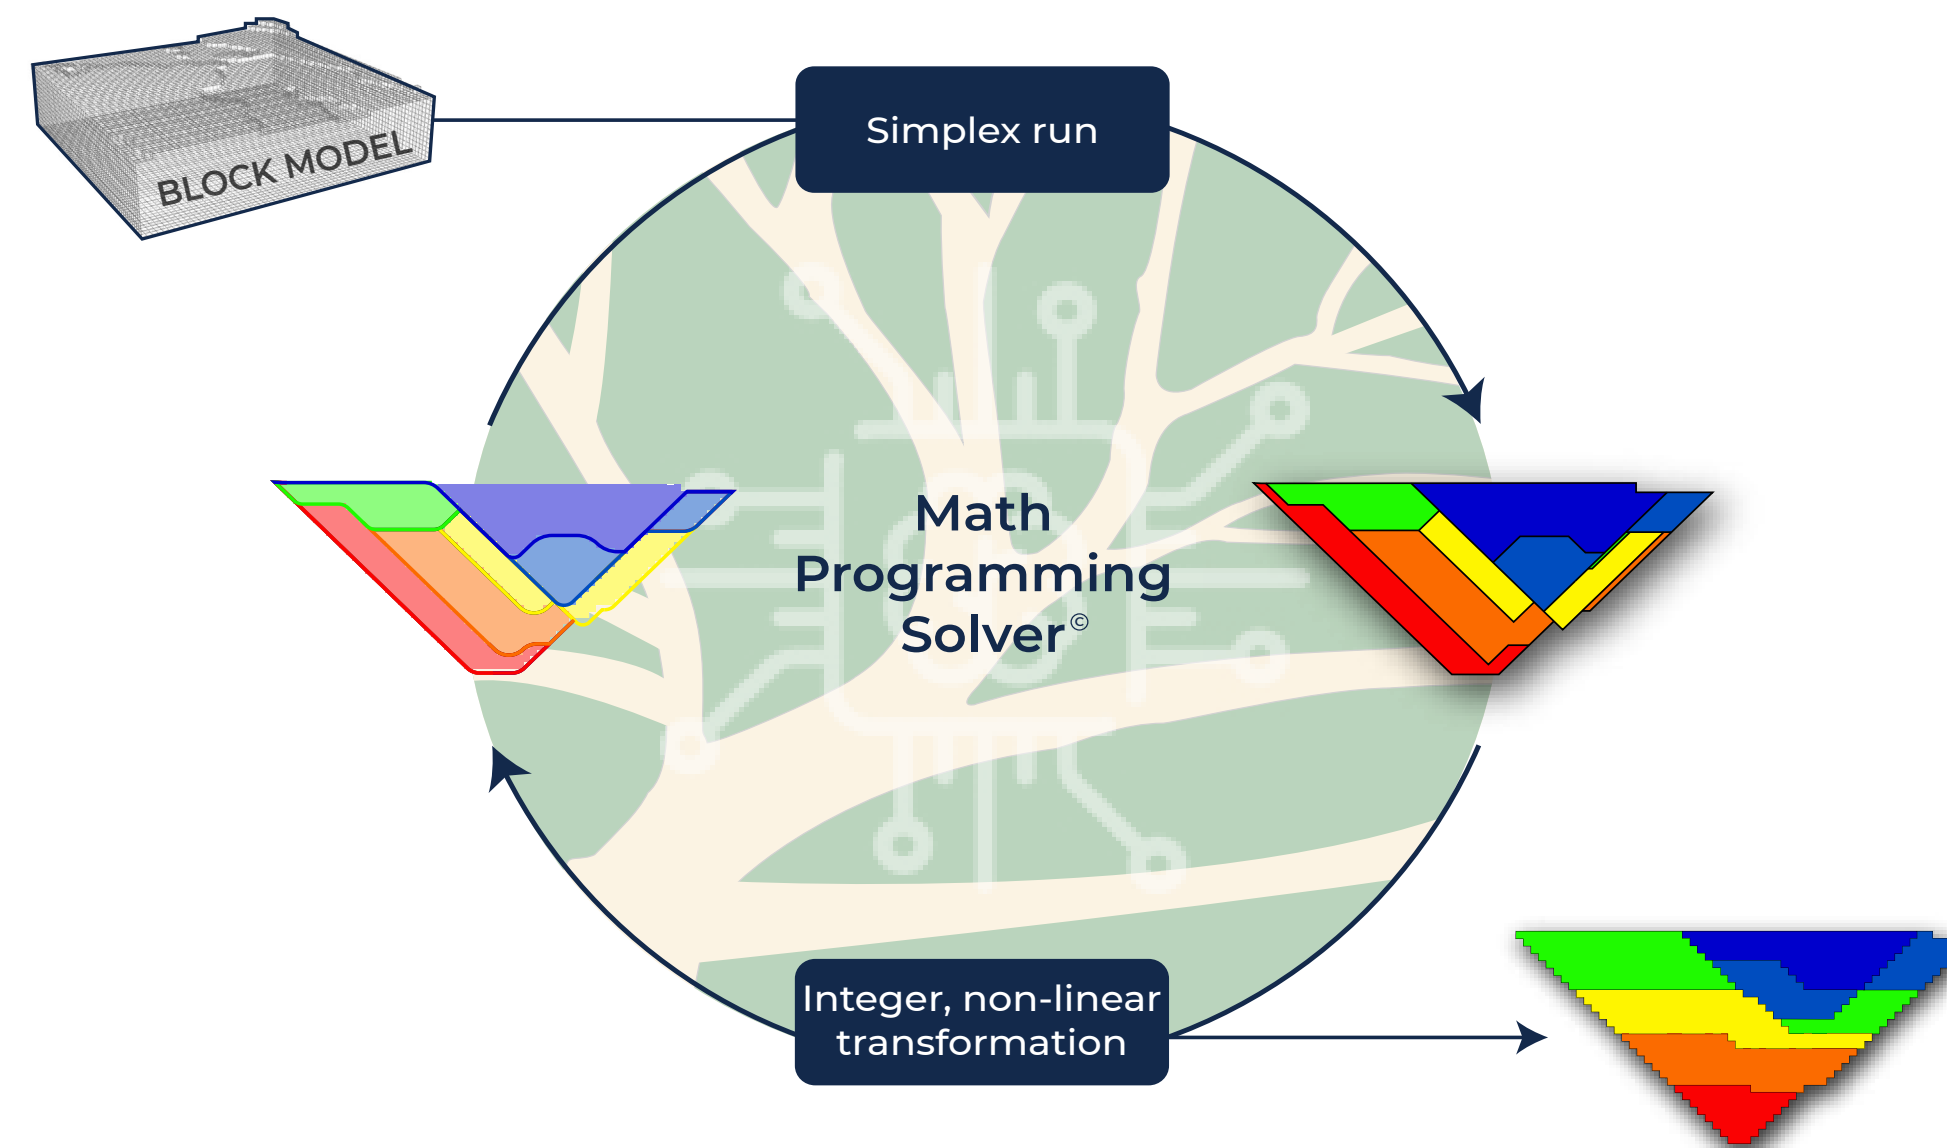 BLOCK MODEL
Simplex run
Math
Programming
Solver©
Integer, non-linear
transformation